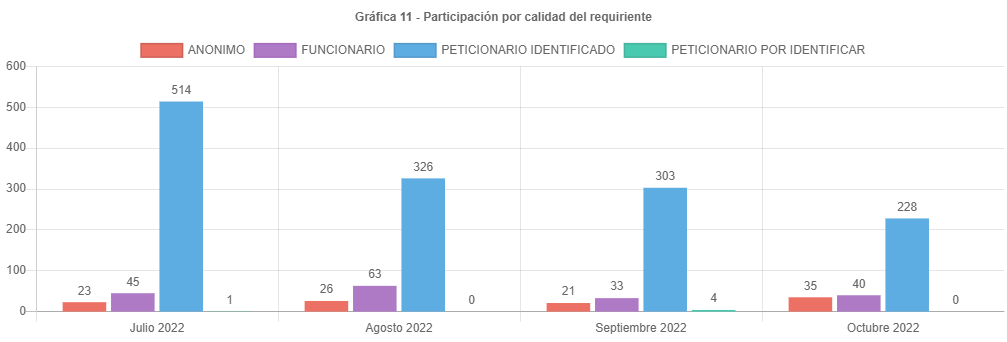 Gráfica 11 - Participación por calidad del requiriente
ANONIMO FUNCIONARIO PETICIONARIO IDENTIFICADO PETICIONARIO POR IDENTIFICAR
600
500
400
300
200
100
0
23 45 514 1
26 63 326 0
21 33 303 4
35 40 228 0
Julio 2022 Agosto 2022 Septiembre 2022 Octubre 2022